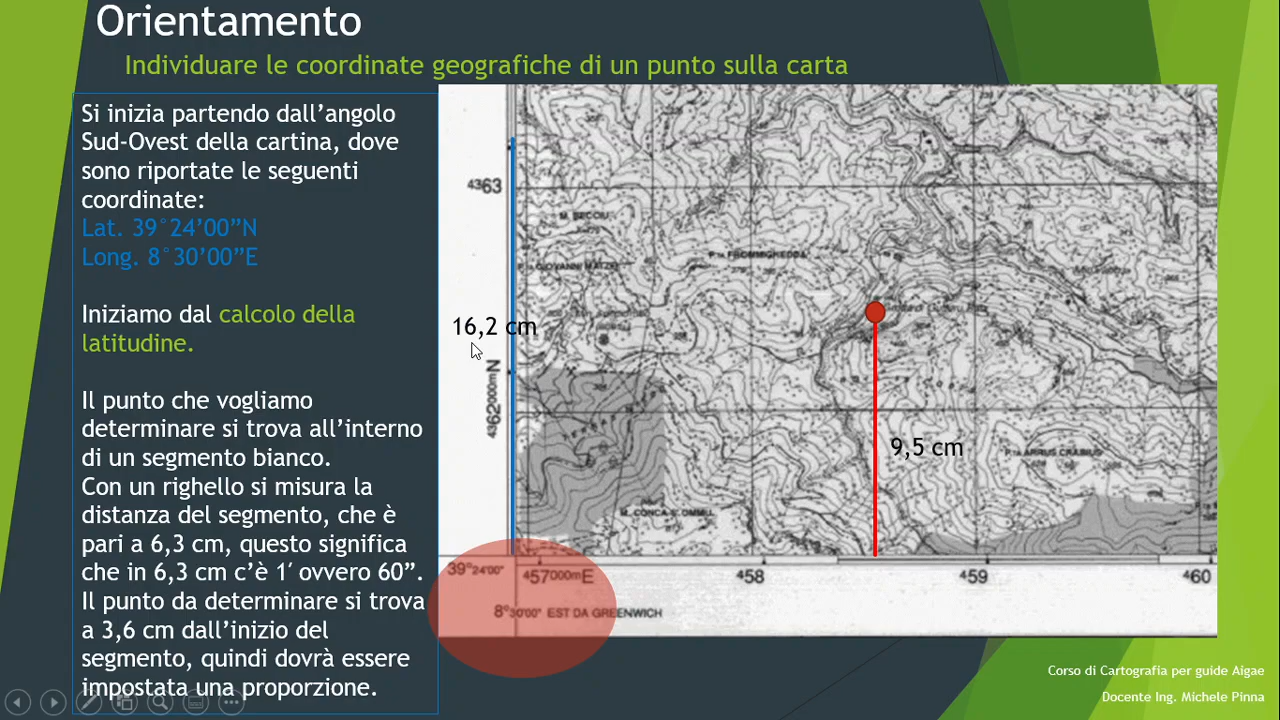 Orientamento
Individuare le coordinate geografiche di un punto sulla carta
Si inizia partendo dall’angolo
Sud-Ovest della cartina, dove
sono riportate le seguenti
coordinate:
Lat. 39°24’00”N
Long. 8°30’00”E
Iniziamo dal calcolo della
latitudine.
Il punto che vogliamo
determinare si trova all’interno
di un segmento bianco.
Con un righello si misura la
distanza del segmento, che è
pari a 6,3 cm, questo significa
che in 6,3 cm c’è 1’ ovvero 60”.
Il punto da determinare si trova
a 3,6 cm dall’inizio del
segmento, quindi dovrà essere
impostata una proporzione.
4363
M. BECCIU
P.TA FROMMIGHEDDA
16,2 cm
4362000m N
9,5 cm
P.TA ARRUS CRABIUS
39°24'00"
457000m E
458
459
460
8°30'00" EST DA GREENWICH
Corso di Cartografia per guide Aigae
Docente Ing. Michele Pinna